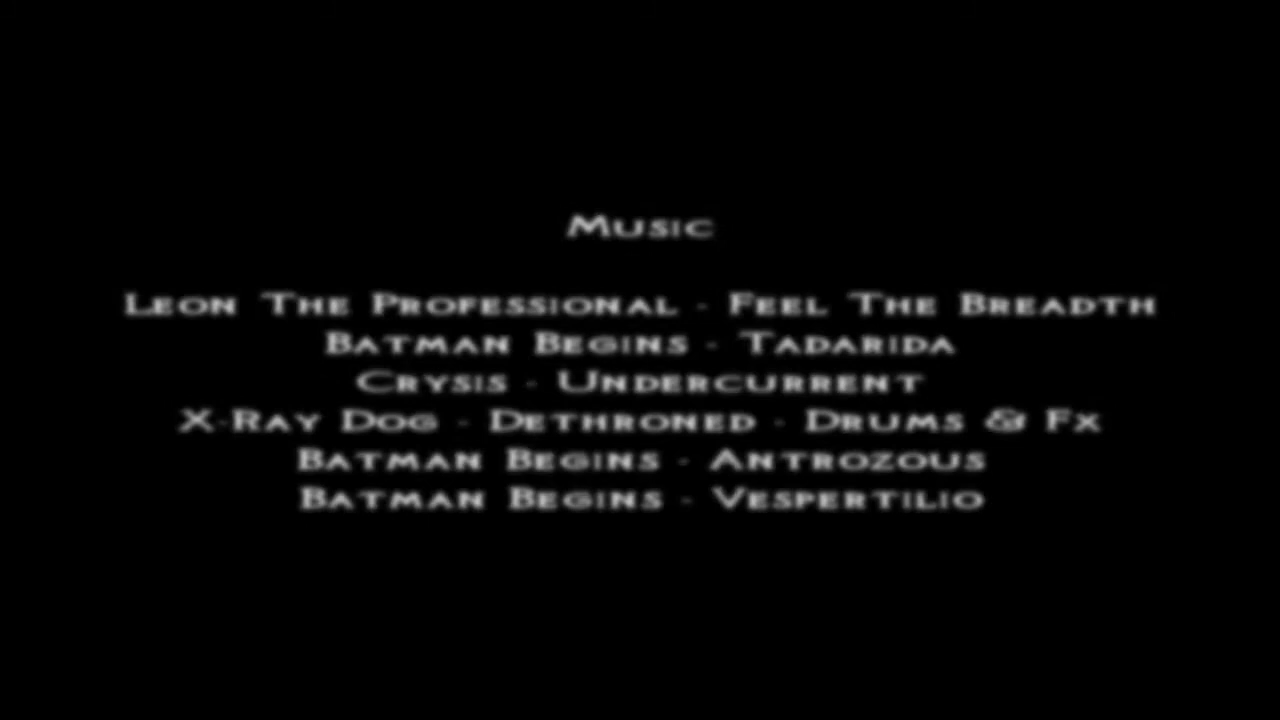 Music
Leon The Professional - Feel The Breadth
Batman Begins - Tadarida
Crysis - Undercurrent
X-Ray Dog - Dethroned - Drums & Fx
Batman Begins - Antrozous
Batman Begins - Vespertilio